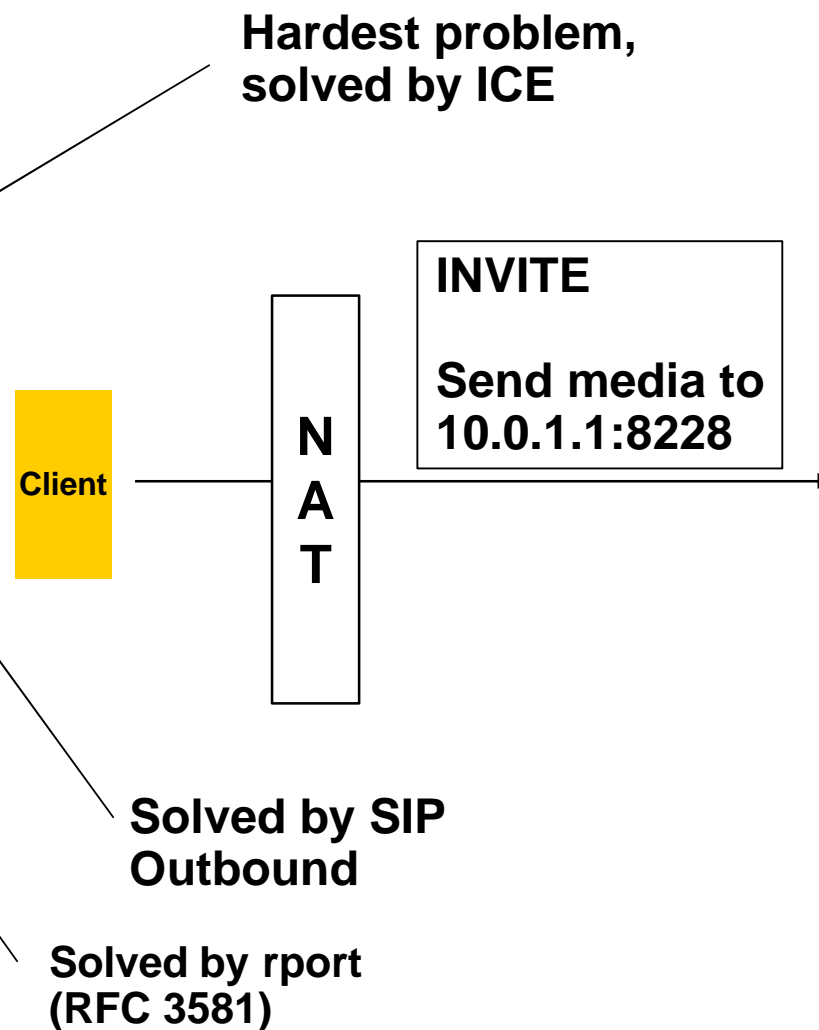 Hardest problem,
solved by ICE
INVITE
Send media to
10.0.1.1:8228
Client
N
A
T
Solved by SIP
Outbound
Solved by rport
(RFC 3581)